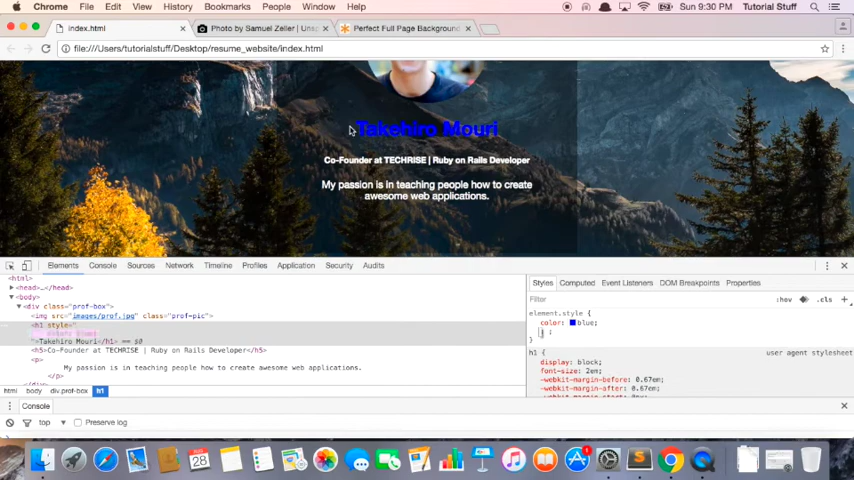 Chrome File Edit View History Bookmarks People Window Help Sun 9:30 PM Tutorial Stuff
index.html Photo by Samuel Zeller | Unsp Perfect Full Page Background
file:///Users/tutorialstuff/Desktop/resume_website/index.html
Takehiro Mouri
Co-Founder at TECHRISE | Ruby on Rails Developer
My passion is in teaching people how to create
awesome web applications.
Elements Console Sources Network Timeline Profiles Application Security Audits
<html>
<head>…</head>
<body>
<div class="prof-box">
<img src="images/prof.jpg" class="prof-pic">
<h1 style="
">Takehiro Mouri</h1> == $0
<h5>Co-Founder at TECHRISE | Ruby on Rails Developer</h5>
<p>
My passion is in teaching people how to create awesome web applications.
</p>
</div>
html body div.prof-box h1
Styles Computed Event Listeners DOM Breakpoints Properties
Filter :hov .cls +
element.style {
color: blue;
}
h1 { user agent stylesheet
display: block;
font-size: 2em;
-webkit-margin-before: 0.67em;
-webkit-margin-after: 0.67em;
Console
top Preserve log
28